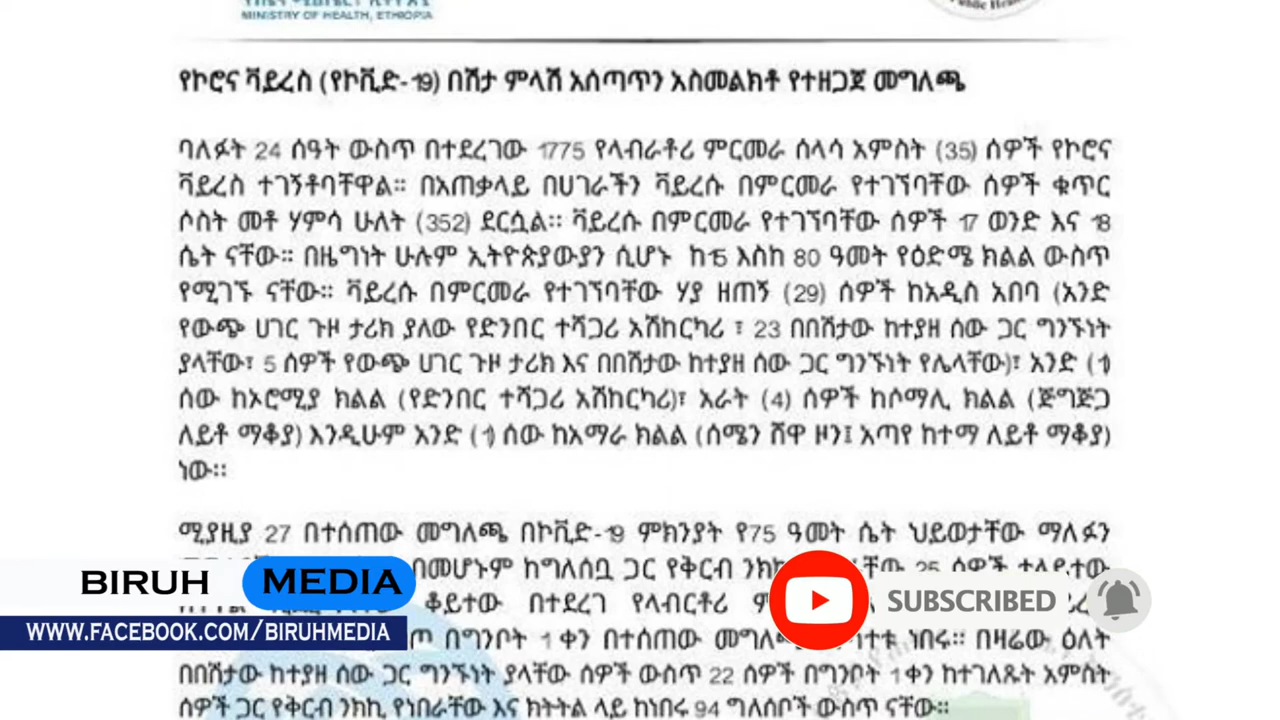 MINISTRY OF HEALTH, ETHIOPIA
የኮሮና ቫይረስ (የኮቪድ-19) በሽታ ምላሽ አሰጣጥን አስመልክቶ የተዘጋጀ መግለጫ
ባለፉት 24 ሰዓት ውስጥ በተደረገው 1775 የላብራቶሪ ምርመራ ሰላሳ አምስት (35) ሰዎች የኮሮና
ቫይረስ ተገኝቶባቸዋል። በአጠቃላይ በሀገራችን ቫይረሱ በምርመራ የተገኘባቸው ሰዎች ቁጥር
ሶስት መቶ ሃምሳ ሁለት (352) ደርሷል። ቫይረሱ በምርመራ የተገኘባቸው ሰዎች 17 ወንድ እና 18
ሴት ናቸው። በዜግነት ሁሉም ኢትዮጵያውያን ሲሆኑ ከ15 እስከ 80 ዓመት የዕድሜ ክልል ውስጥ
የሚገኙ ናቸው። ቫይረሱ በምርመራ የተገኘባቸው ሃያ ዘጠኝ (29) ሰዎች ከአዲስ አበባ (አንድ
የውጭ ሀገር ጉዞ ታሪክ ያለው የድንበር ተሻጋሪ አሽከርካሪ ፣ 23 በበሽታው ከተያዘ ሰው ጋር ግንኙነት
ያላቸው፣ 5 ሰዎች የውጭ ሀገር ጉዞ ታሪክ እና በበሽታው ከተያዘ ሰው ጋር ግንኙነት የሌላቸው)፣ አንድ (1)
ሰው ከኦሮሚያ ክልል (የድንበር ተሻጋሪ አሽከርካሪ)፣ አራት (4) ሰዎች ከሶማሊ ክልል (ጅግጅጋ
ለይቶ ማቆያ) እንዲሁም አንድ (1) ሰው ከአማራ ክልል (ሰሜን ሸዋ ዞን፤ አጣየ ከተማ ለይቶ ማቆያ)
ነው።
ሚያዚያ 27 በተሰጠው መግለጫ በኮቪድ-19 ምክንያት የ75 ዓመት ሴት ህይወታቸው ማለፉን
በመሆኑም ከግለሰቧ ጋር የቅርብ 25 ሰዎች ተለይተው
ቆይተው በተደረገ የላብርቶሪ
በግንቦት 1 ቀን በተሰጠው ነበሩ። በዛሬው ዕለት
በበሽታው ከተያዘ ሰው ጋር ግንኙነት ያላቸው ሰዎች ውስጥ 22 ሰዎች በግንቦት 1 ቀን ከተገለጹት አምስት
ሰዎች ጋር የቅርብ ንክኪ የነበራቸው እና ክትትል ላይ ከነበሩ 94 ግለሰቦች ውስጥ ናቸው።
BIRUH MEDIA
WWW.FACEBOOK.COM/BIRUHMEDIA
SUBSCRIBED